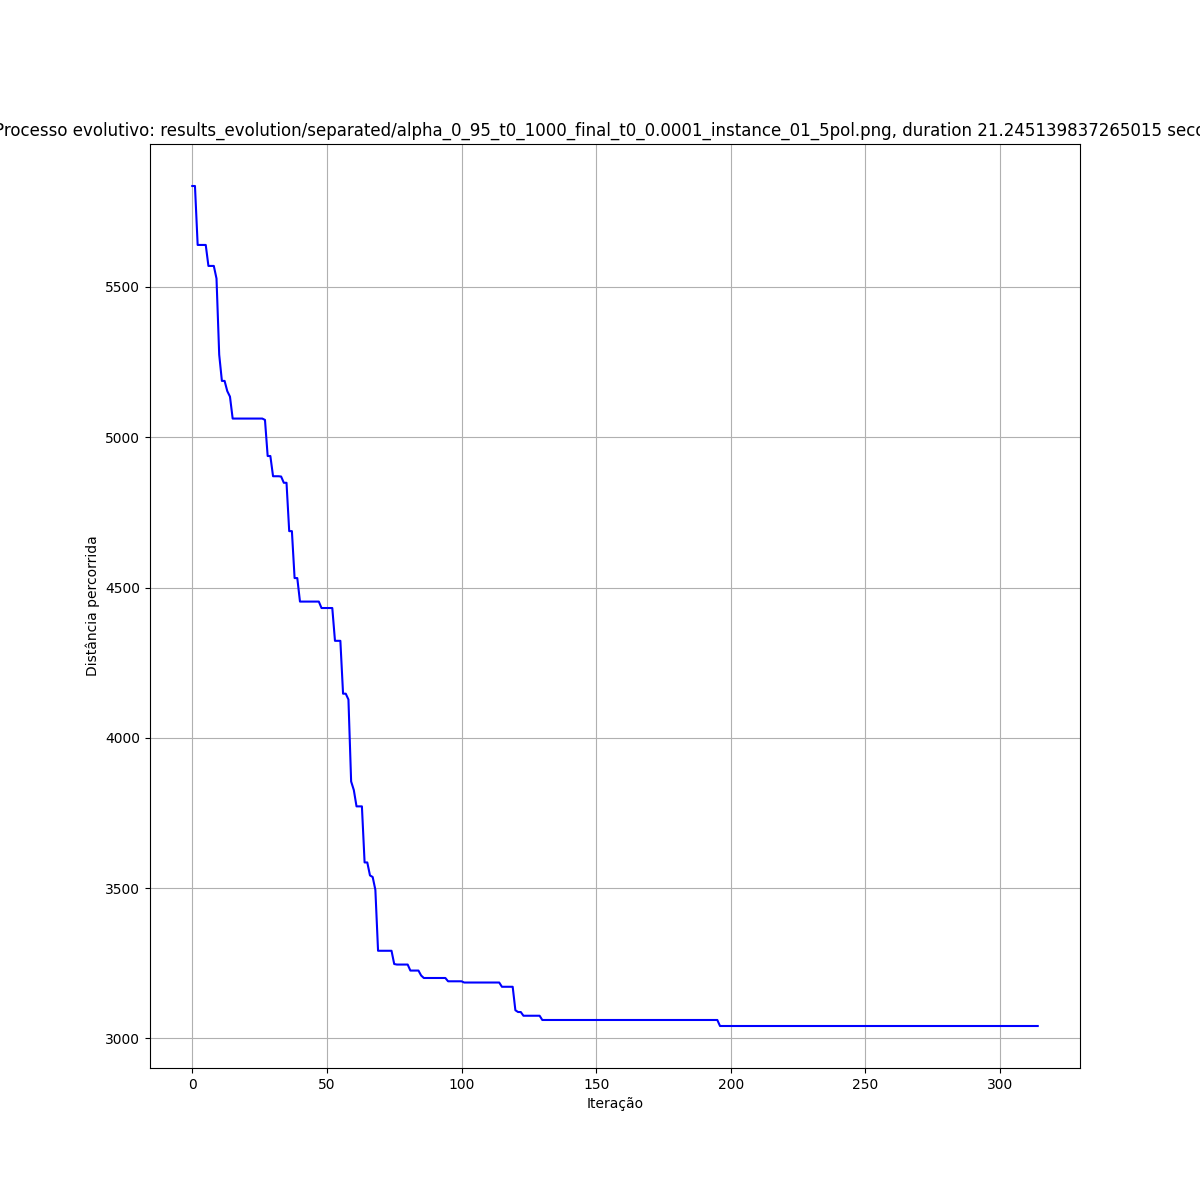 Processo evolutivo: results_evolution/separated/alpha_0_95_t0_1000_final_t0_0.0001_instance_01_5pol.png, duration 21.245139837265015 seco
5500
5000
4500
4000
3500
3000
Distância percorrida
0 50 100 150 200 250 300
Iteração